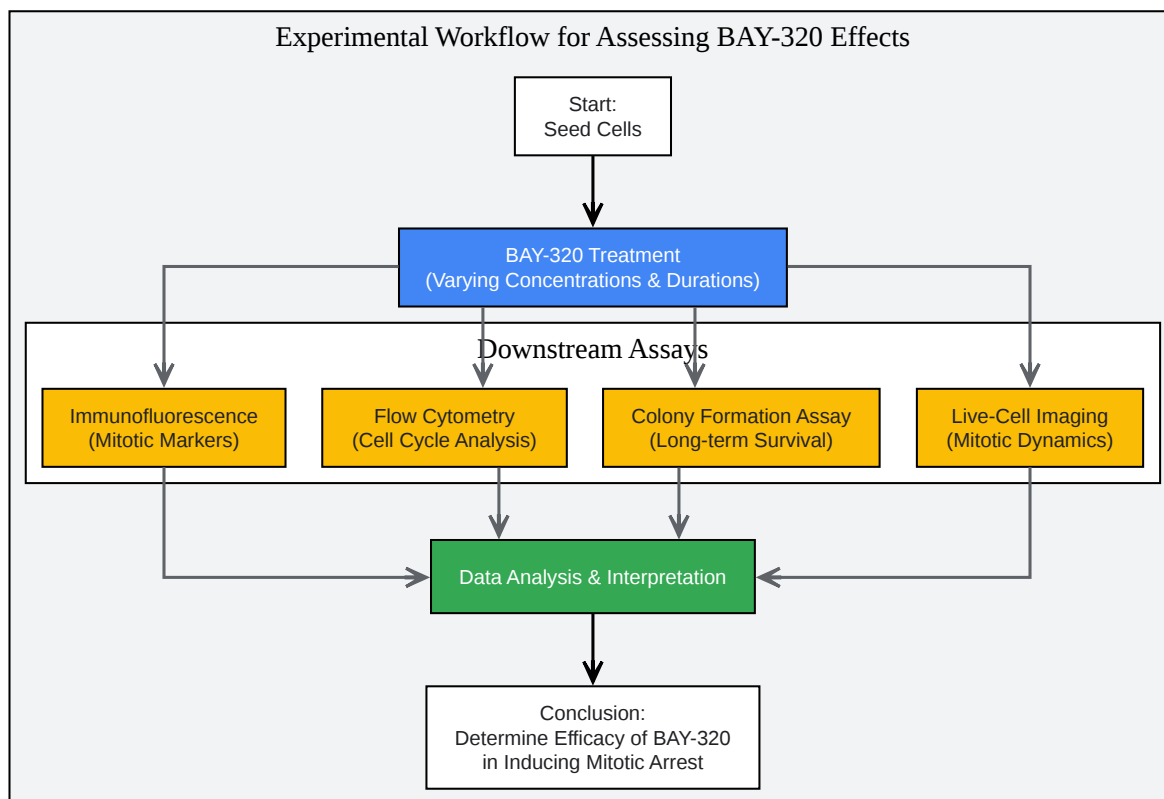 Experimental Workflow for Assessing BAY-320 Effects
Start:
Seed Cells
BAY-320 Treatment
(Varying Concentrations & Durations)
Downstream Assays
Immunofluorescence
(Mitotic Markers)
Flow Cytometry
(Cell Cycle Analysis)
Colony Formation Assay
(Long-term Survival)
Live-Cell Imaging
(Mitotic Dynamics)
Data Analysis & Interpretation
Conclusion:
Determine Efficacy of BAY-320
in Inducing Mitotic Arrest